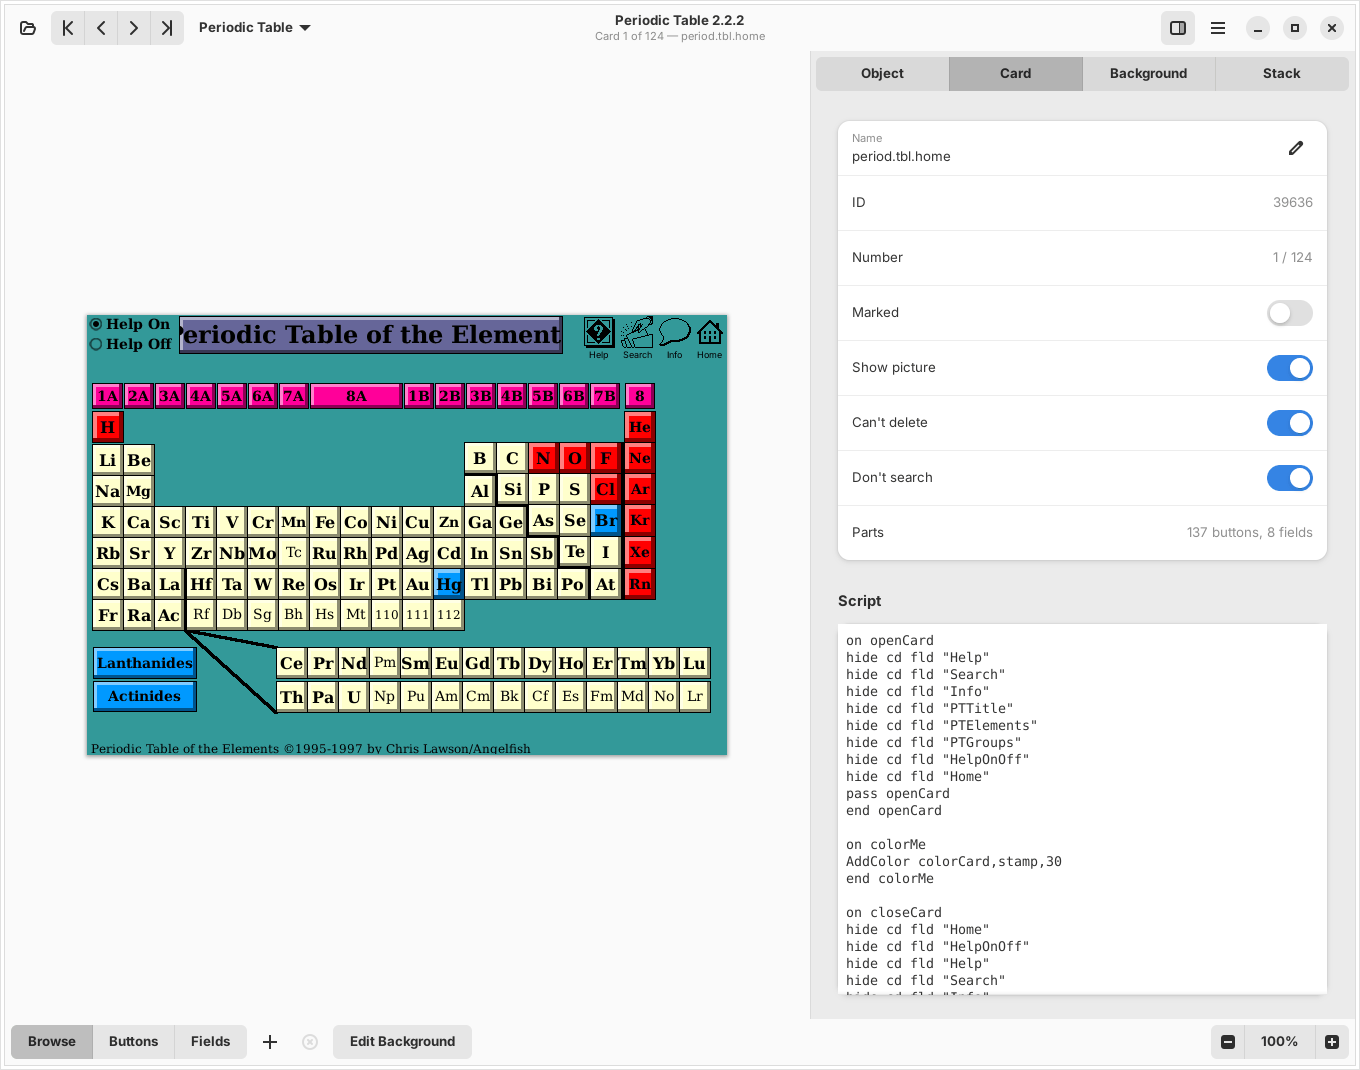 Periodic Table
Periodic Table 2.2.2
Card 1 of 124 — period.tbl.home
Object Card Background Stack
Name
period.tbl.home
ID 39636
Number 1 / 124
Marked
Show picture
Can't delete
Don't search
Parts 137 buttons, 8 fields
Script
on openCard
hide cd fld "Help"
hide cd fld "Search"
hide cd fld "Info"
hide cd fld "PTTitle"
hide cd fld "PTElements"
hide cd fld "PTGroups"
hide cd fld "HelpOnOff"
hide cd fld "Home"
pass openCard
end openCard
on colorMe
AddColor colorCard,stamp,30
end colorMe
on closeCard
hide cd fld "Home"
hide cd fld "HelpOnOff"
hide cd fld "Help"
hide cd fld "Search"
hide cd fld "Info"
Help On
Help Off
eriodic Table of the Element
Help Search Info Home
1A 2A 3A 4A 5A 6A 7A 8A 1B 2B 3B 4B 5B 6B 7B 8
H He
Li Be B C N O F Ne
Na Mg Al Si P S Cl Ar
K Ca Sc Ti V Cr Mn Fe Co Ni Cu Zn Ga Ge As Se Br Kr
Rb Sr Y Zr Nb Mo Tc Ru Rh Pd Ag Cd In Sn Sb Te I Xe
Cs Ba La Hf Ta W Re Os Ir Pt Au Hg Tl Pb Bi Po At Rn
Fr Ra Ac Rf Db Sg Bh Hs Mt 110 111 112
Lanthanides Ce Pr Nd Pm Sm Eu Gd Tb Dy Ho Er Tm Yb Lu
Actinides Th Pa U Np Pu Am Cm Bk Cf Es Fm Md No Lr
Periodic Table of the Elements ©1995-1997 by Chris Lawson/Angelfish
Browse Buttons Fields Edit Background 100%